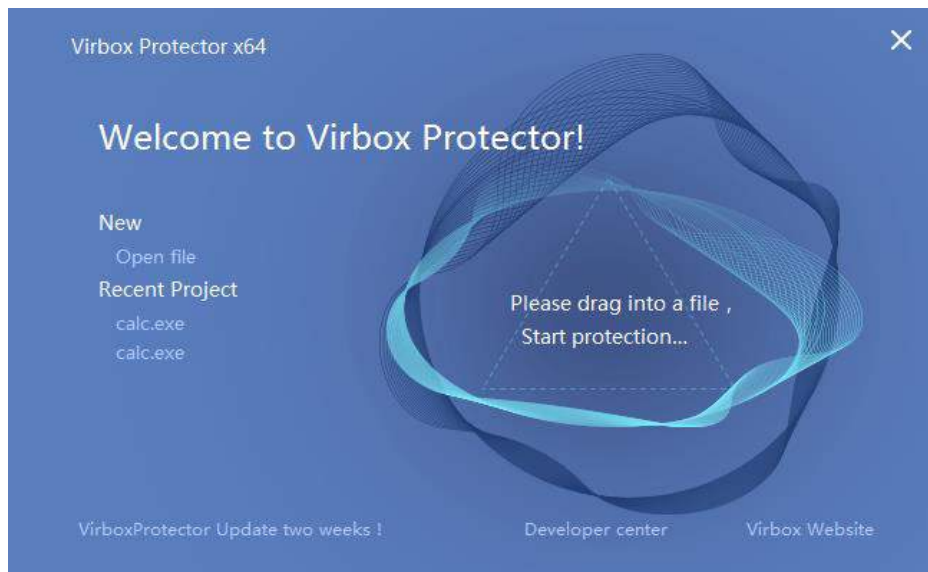 Virbox Protector x64
Welcome to Virbox Protector!
New
Open file
Recent Project
calc.exe
calc.exe
Please drag into a file ,
Start protection...
VirboxProtector Update two weeks !
Developer center
Virbox Website